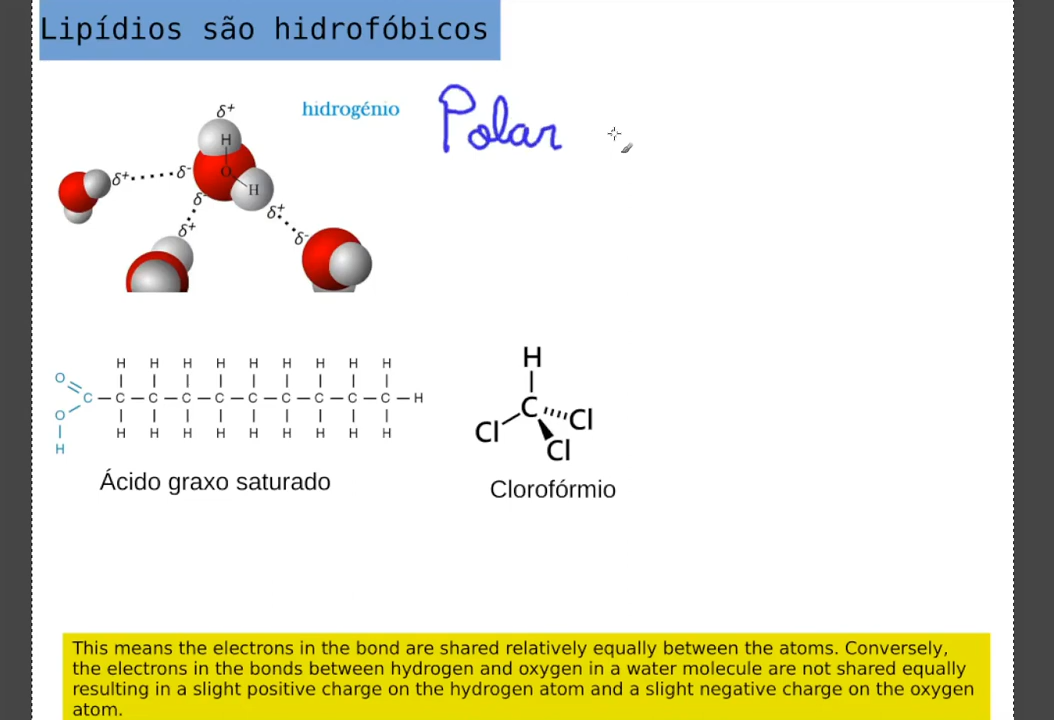 Lipídios são hidrofóbicos
δ+
hidrogénio
Polar
H
δ+ δ- O
H
δ- δ+
δ+ δ-
H H H H H H H H H
O
C — C — C — C — C — C — C — C — C — C — H
O
H H H H H H H H H
H
Ácido graxo saturado
H
C
Cl Cl
Cl
Clorofórmio
This means the electrons in the bond are shared relatively equally between the atoms. Conversely,
the electrons in the bonds between hydrogen and oxygen in a water molecule are not shared equally
resulting in a slight positive charge on the hydrogen atom and a slight negative charge on the oxygen
atom.